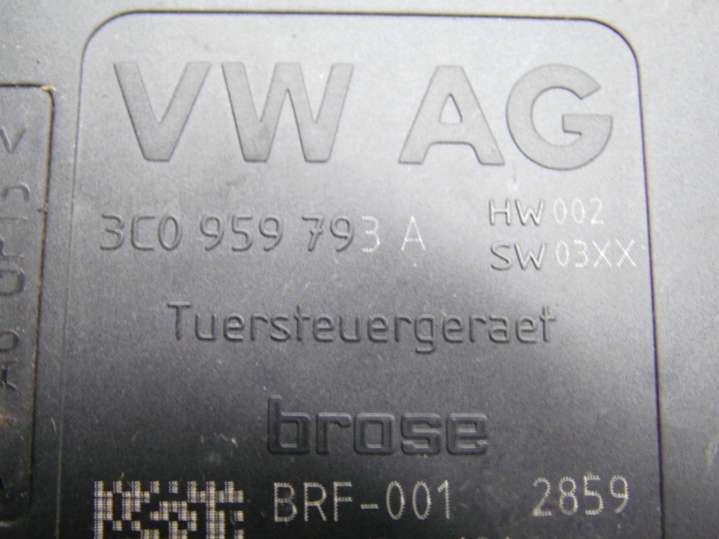 VW AG
3C0 959 793 A
HW 002
SW 03XX
Tuersteuergeraet
brose
BRF-001 2859